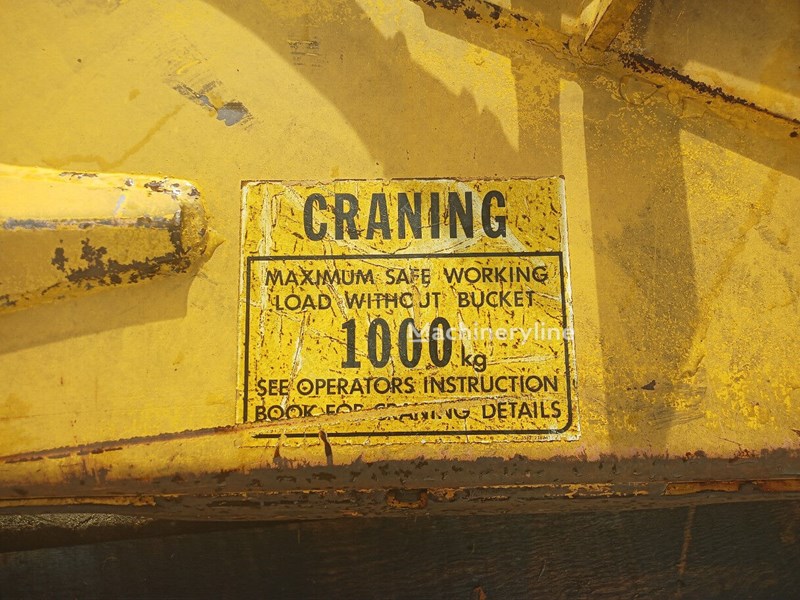 CRANING
MAXIMUM SAFE WORKING
LOAD WITHOUT BUCKET
1000 kg
Machineryline
SEE OPERATORS INSTRUCTION
BOOK FOR CRANING DETAILS